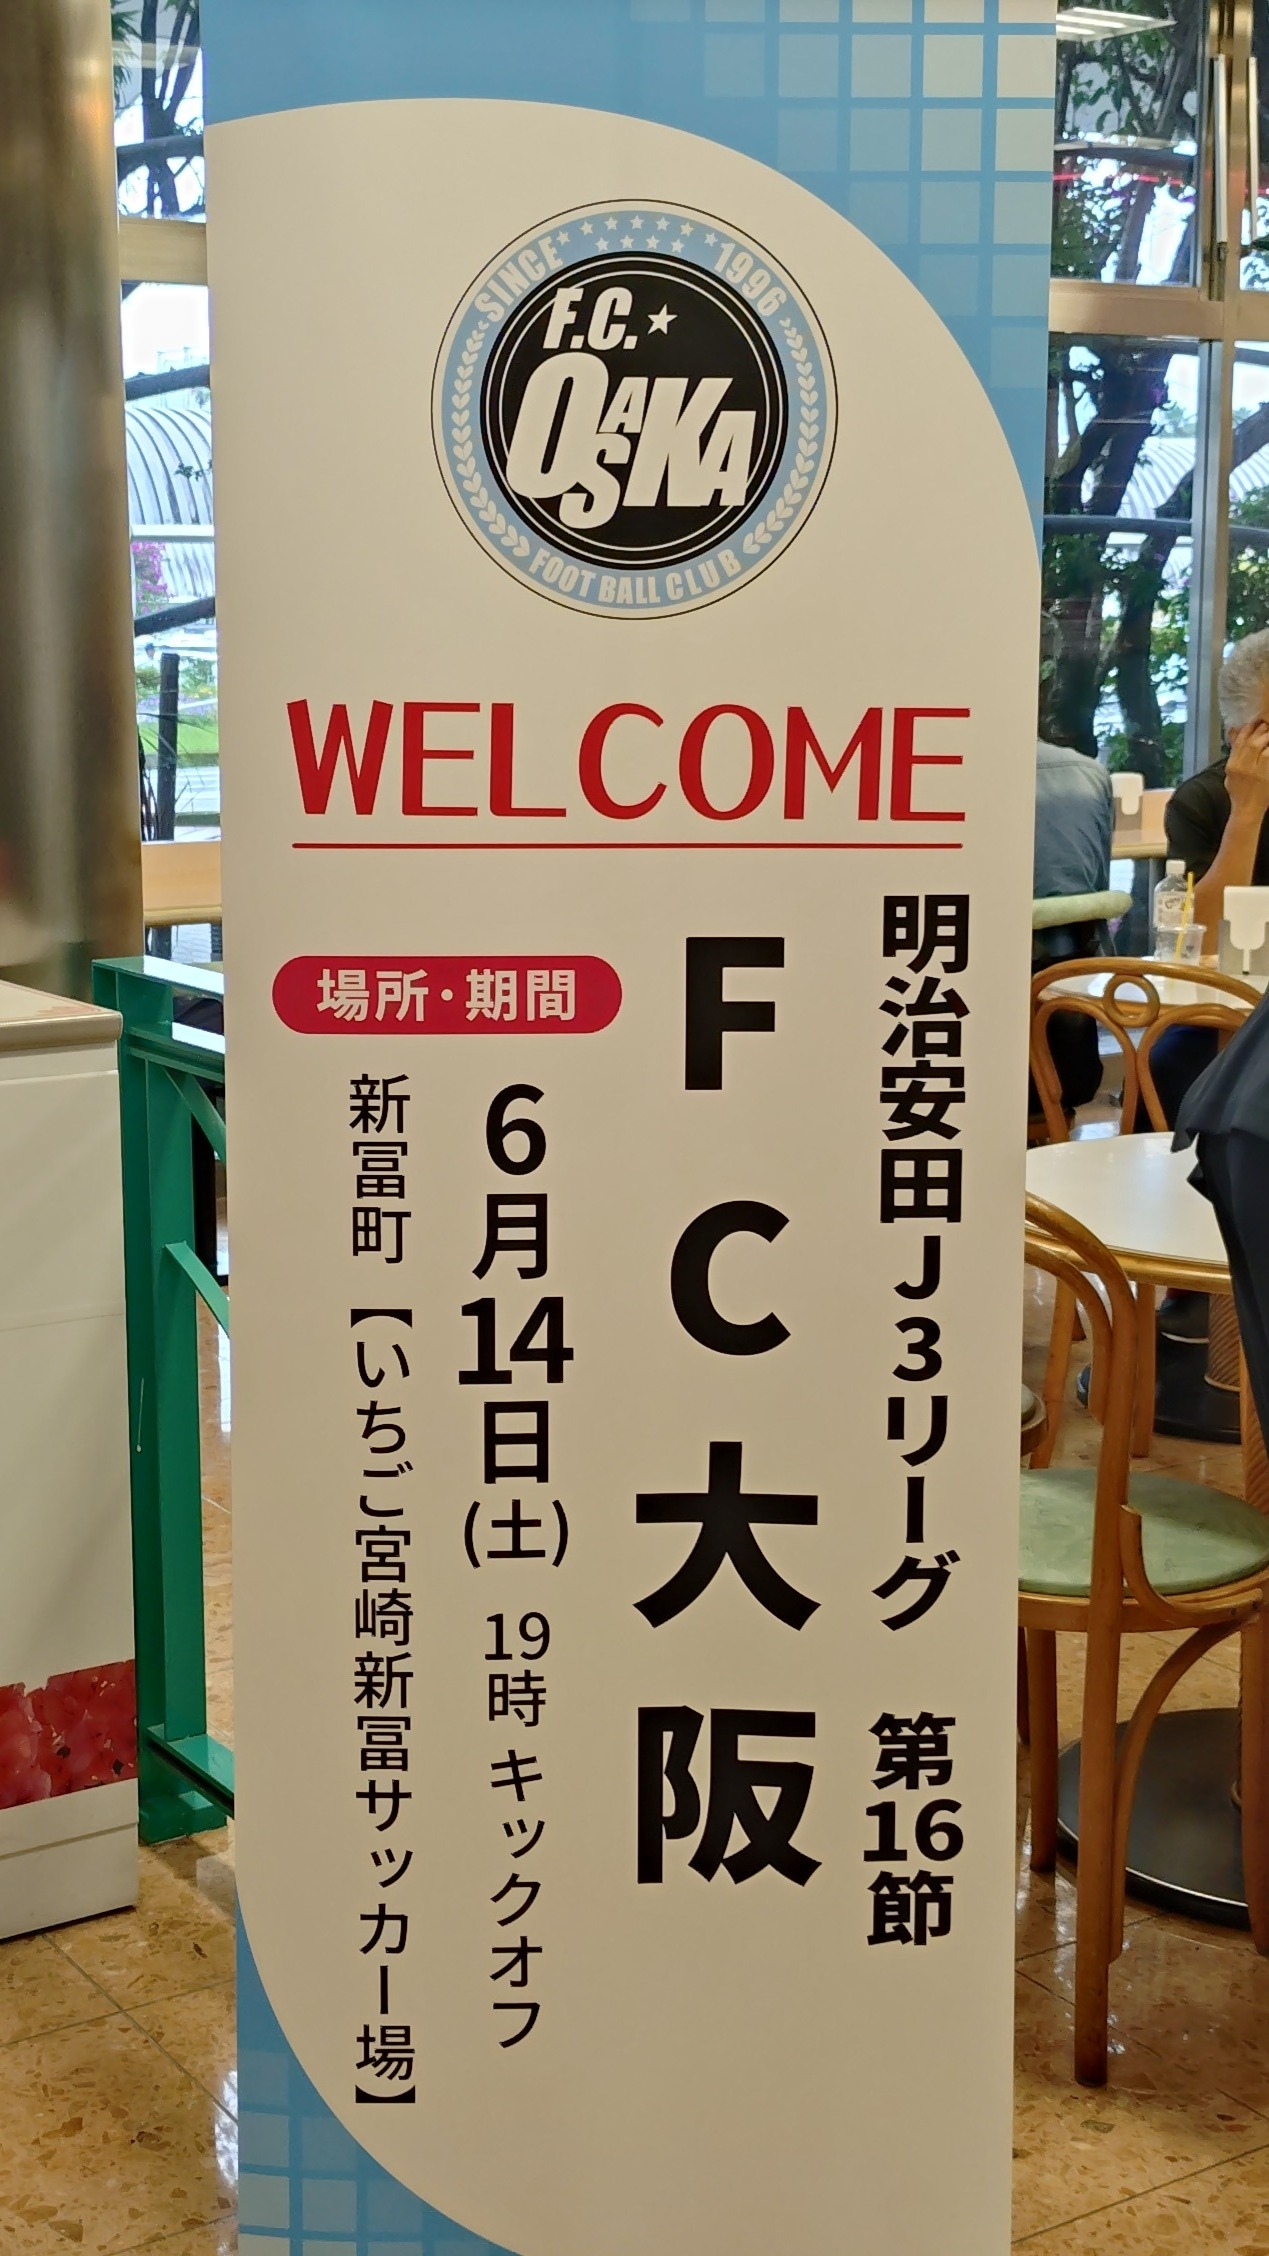 SINCE 1996
F.C.
OSAKA
FOOT BALL CLUB
WELCOME
明治安田J3リーグ 第16節
FC大阪
場所・期間
6月14日(土) 19時 キックオフ
新冨町【いちご宮崎新冨サッカー場】